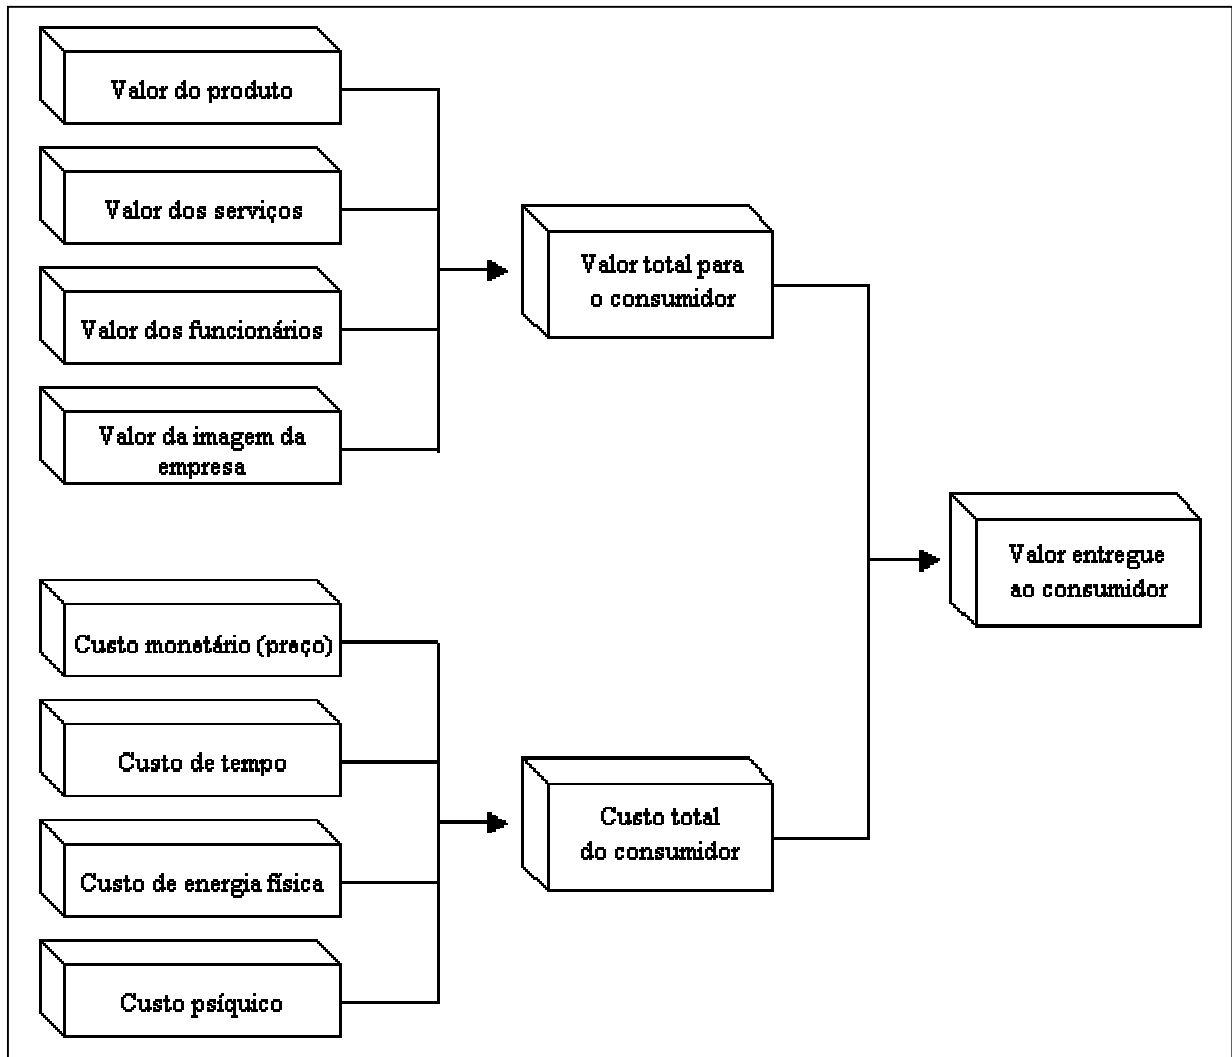 Valor do produto
Valor dos serviços
Valor dos funcionários
Valor da imagem da
empresa
Valor total para
o consumidor
Custo monetário (preço)
Custo de tempo
Custo de energia física
Custo psíquico
Custo total
do consumidor
Valor entregue
ao consumidor